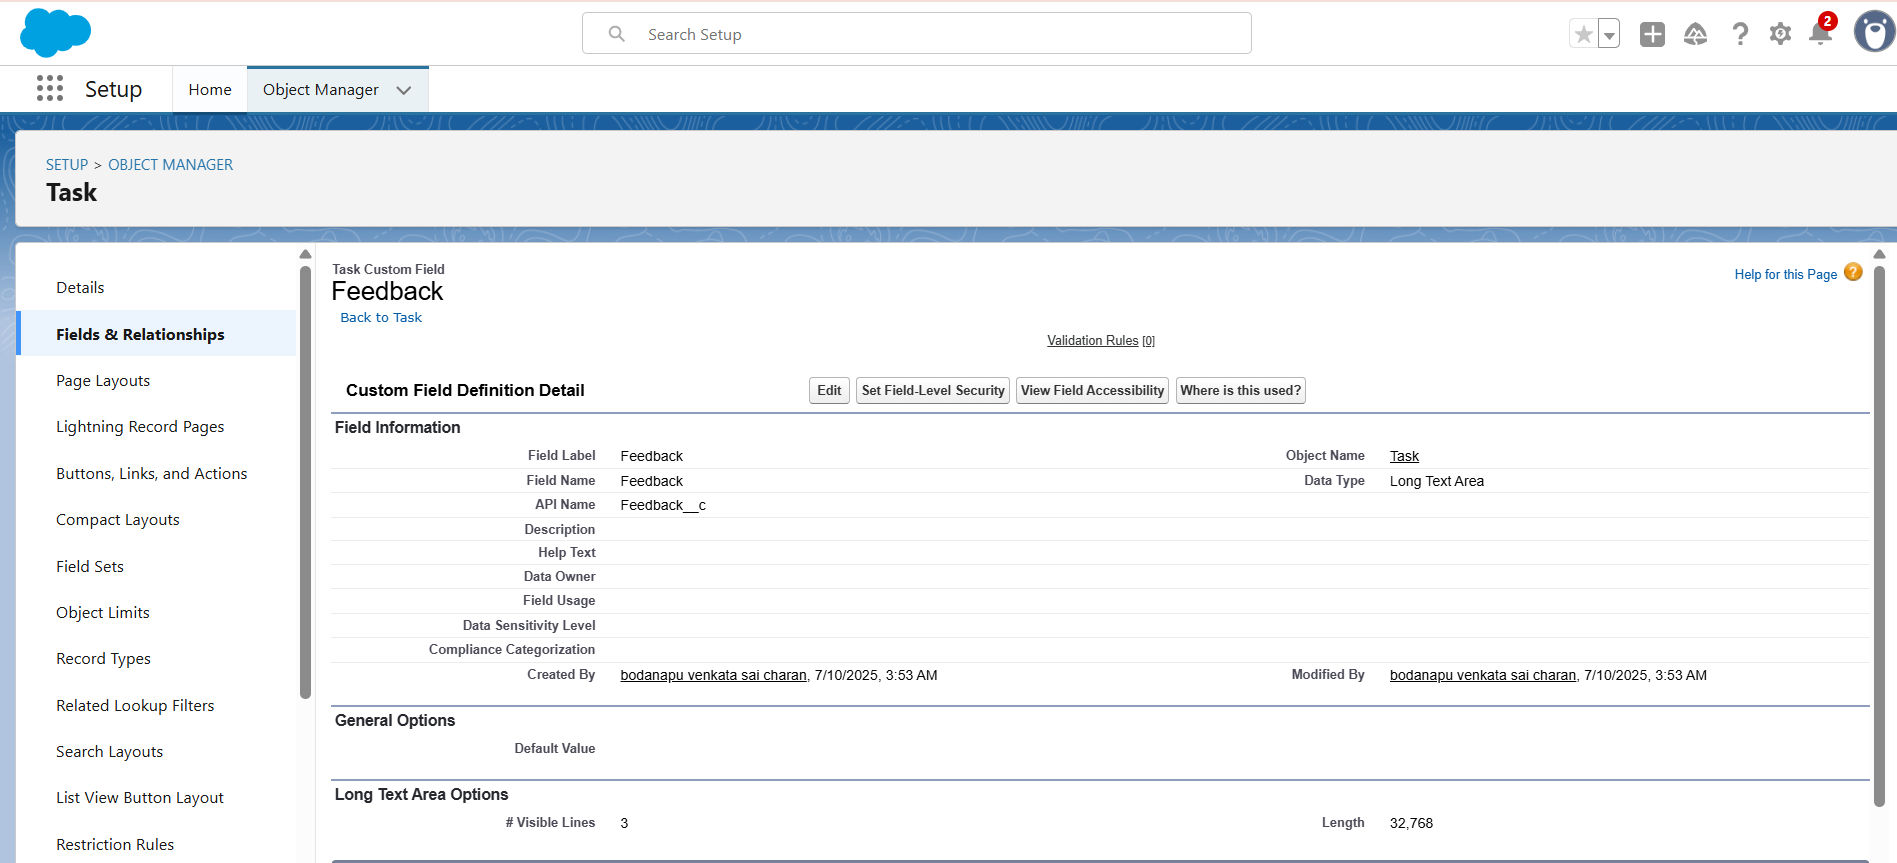 Search Setup
2
Setup
Home
Object Manager
SETUP > OBJECT MANAGER
Task
Details
Fields & Relationships
Page Layouts
Lightning Record Pages
Buttons, Links, and Actions
Compact Layouts
Field Sets
Object Limits
Record Types
Related Lookup Filters
Search Layouts
List View Button Layout
Restriction Rules
Task Custom Field
Feedback
Back to Task
Help for this Page ?
Validation Rules [0]
Custom Field Definition Detail
Edit
Set Field-Level Security
View Field Accessibility
Where is this used?
Field Information
Field Label Feedback Object Name Task
Field Name Feedback Data Type Long Text Area
API Name Feedback__c
Description
Help Text
Data Owner
Field Usage
Data Sensitivity Level
Compliance Categorization
Created By bodanapu venkata sai charan, 7/10/2025, 3:53 AM Modified By bodanapu venkata sai charan, 7/10/2025, 3:53 AM
General Options
Default Value
Long Text Area Options
# Visible Lines 3 Length 32,768